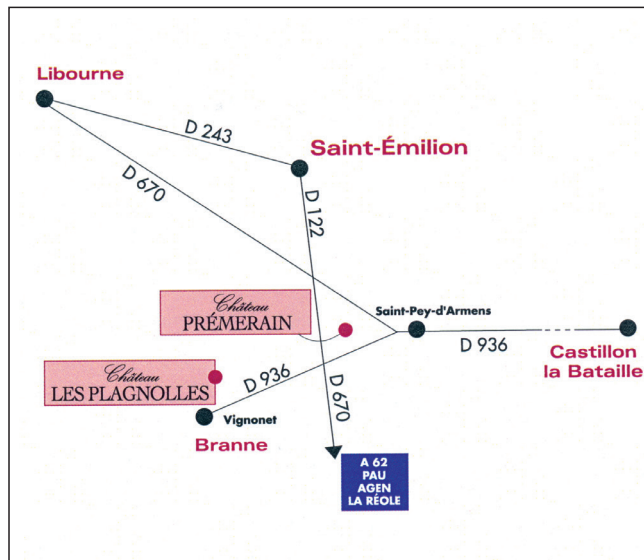 Libourne
D 243
Saint-Émilion
D 670
D 122
Château
PRÉMERAIN
Saint-Pey-d'Armens
D 936
Castillon
la Bataille
Château
LES PLAGNOLLES
D 936
D 670
Vignonet
Branne
A 62
PAU
AGEN
LA RÉOLE